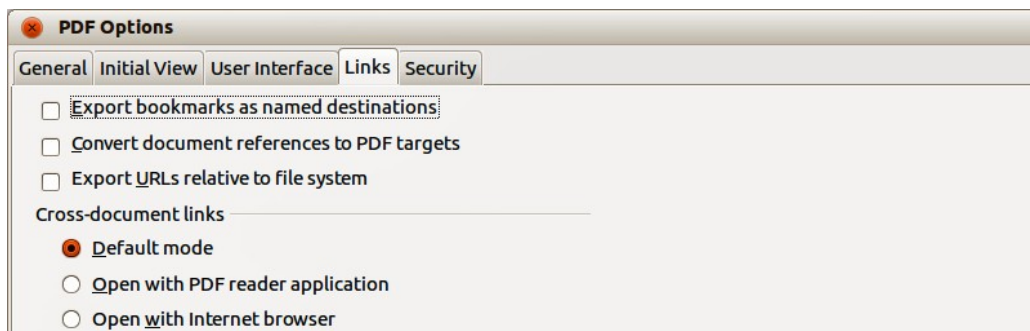 PDF Options
General Initial View User Interface Links Security
Export bookmarks as named destinations
Convert document references to PDF targets
Export URLs relative to file system
Cross-document links
Default mode
Open with PDF reader application
Open with Internet browser